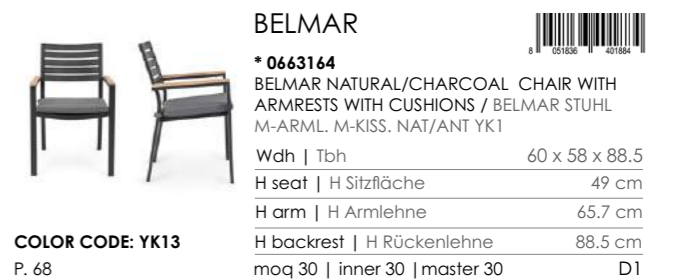 BELMAR
8 051836 401884
* 0663164
BELMAR NATURAL/CHARCOAL CHAIR WITH
ARMRESTS WITH CUSHIONS / BELMAR STUHL
M-ARML. M-KISS. NAT/ANT YK1
Wdh | Tbh 60 x 58 x 88.5
H seat | H Sitzfläche 49 cm
H arm | H Armlehne 65.7 cm
H backrest | H Rückenlehne 88.5 cm
moq 30 | inner 30 |master 30 D1
COLOR CODE: YK13
P. 68